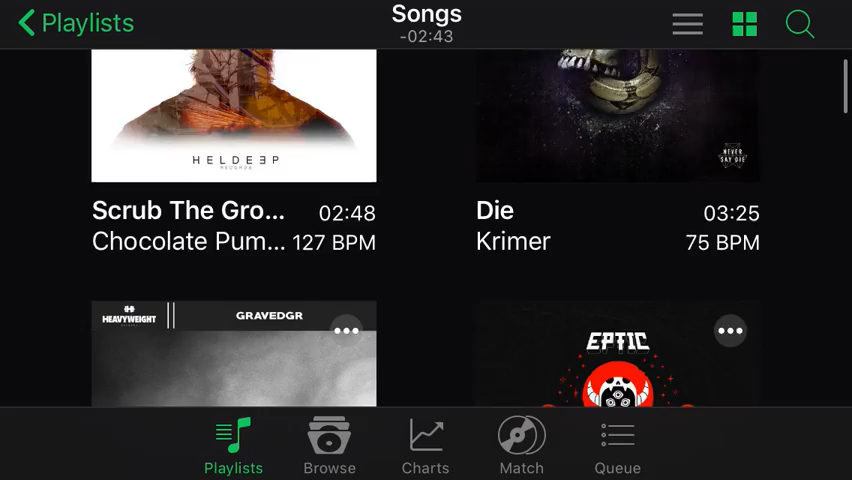 Playlists
Songs
-02:43
HELDEEP
RECORDS
NEVER
SAY DIE
Scrub The Gro... 02:48
Chocolate Pum... 127 BPM
Die 03:25
Krimer 75 BPM
HEAVYWEIGHT
GRAVEDGR
EPTIC
Playlists
Browse
Charts
Match
Queue